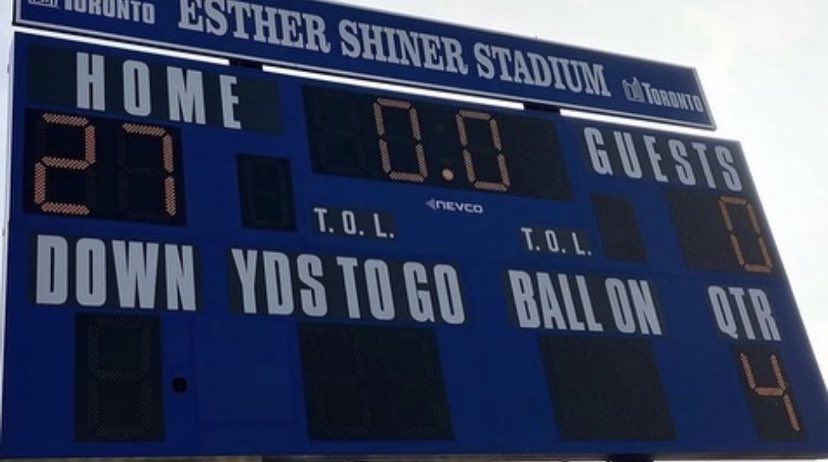 TORONTO ESTHER SHINER STADIUM TORONTO
HOME 0.0 GUESTS
27 0
T.O.L. NEVCO T.O.L.
DOWN YDS TO GO BALL ON QTR
4